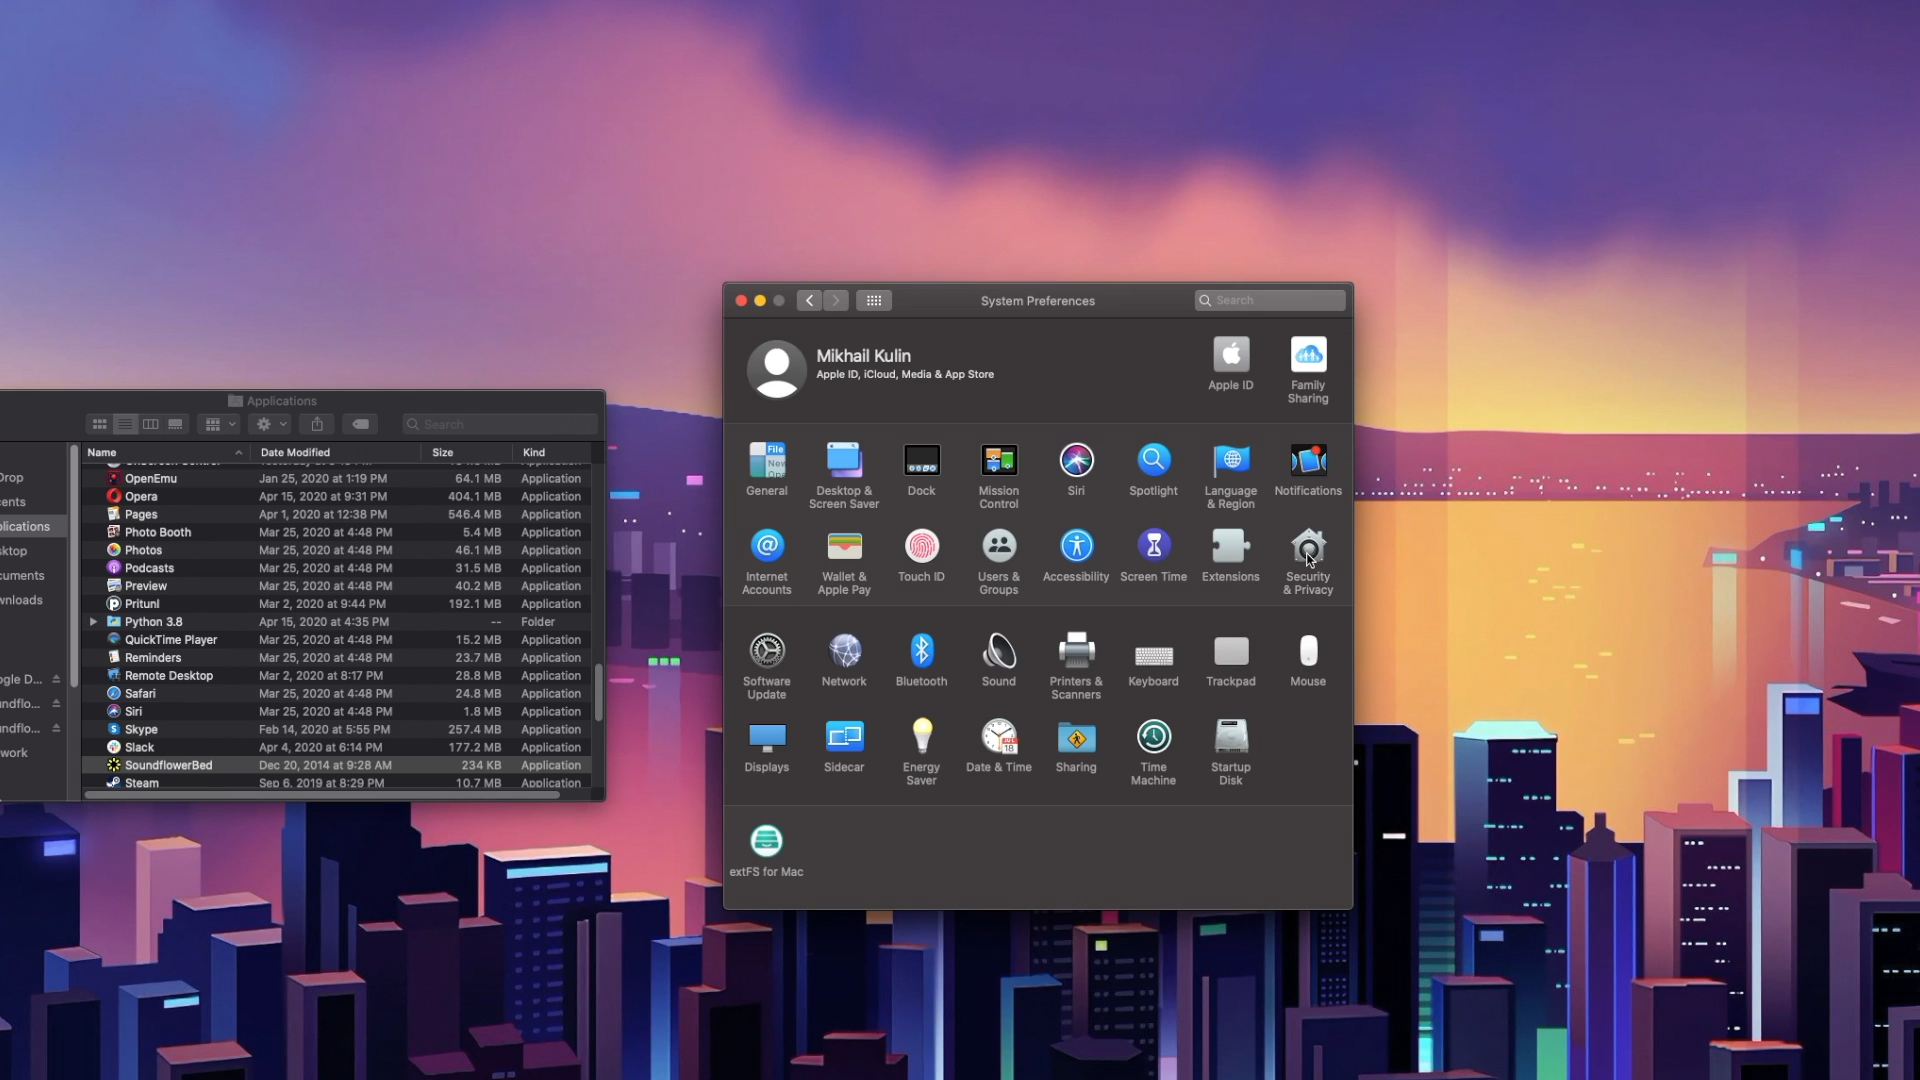 Applications
Search
Name Date Modified Size Kind
OpenEmu Jan 25, 2020 at 1:19 PM 64.1 MB Application
Opera Apr 15, 2020 at 9:31 PM 404.1 MB Application
Pages Apr 1, 2020 at 12:38 PM 546.4 MB Application
Photo Booth Mar 25, 2020 at 4:48 PM 5.4 MB Application
Photos Mar 25, 2020 at 4:48 PM 46.1 MB Application
Podcasts Mar 25, 2020 at 4:48 PM 31.5 MB Application
Preview Mar 25, 2020 at 4:48 PM 40.2 MB Application
Pritunl Mar 2, 2020 at 9:44 PM 192.1 MB Application
Python 3.8 Apr 15, 2020 at 4:35 PM -- Folder
QuickTime Player Mar 25, 2020 at 4:48 PM 15.2 MB Application
Reminders Mar 25, 2020 at 4:48 PM 23.7 MB Application
Remote Desktop Mar 2, 2020 at 8:17 PM 28.8 MB Application
Safari Mar 25, 2020 at 4:48 PM 24.8 MB Application
Siri Mar 25, 2020 at 4:48 PM 1.8 MB Application
Skype Feb 14, 2020 at 5:55 PM 257.4 MB Application
Slack Apr 4, 2020 at 6:14 PM 177.2 MB Application
SoundflowerBed Dec 20, 2014 at 9:28 AM 234 KB Application
Steam Sep 6, 2019 at 8:29 PM 10.7 MB Application
Drop
cents
plications
sktop
cuments
wnloads
gle D...
undflo...
undflo...
work
System Preferences
Search
Mikhail Kulin
Apple ID, iCloud, Media & App Store
Apple ID
Family
Sharing
General
Desktop &
Screen Saver
Dock
Mission
Control
Siri
Spotlight
Language
& Region
Notifications
Internet
Accounts
Wallet &
Apple Pay
Touch ID
Users &
Groups
Accessibility
Screen Time
Extensions
Security
& Privacy
Software
Update
Network
Bluetooth
Sound
Printers &
Scanners
Keyboard
Trackpad
Mouse
Displays
Sidecar
Energy
Saver
Date & Time
Sharing
Time
Machine
Startup
Disk
extFS for Mac